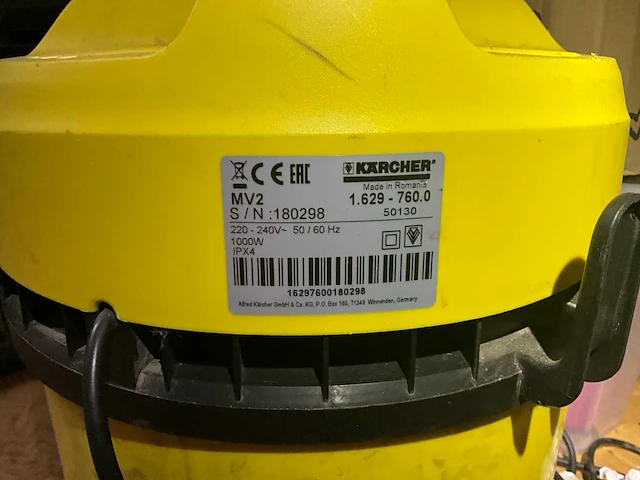 CE EAC KÄRCHER®
Made in Romania
MV2 1.629 - 760.0
S / N :180298 50130
220 - 240V~ 50 / 60 Hz
1000W
IPX4
16297600180298
Alfred Kärcher GmbH & Co. KG, P.O. Box 160, 71349 Winnenden, Germany